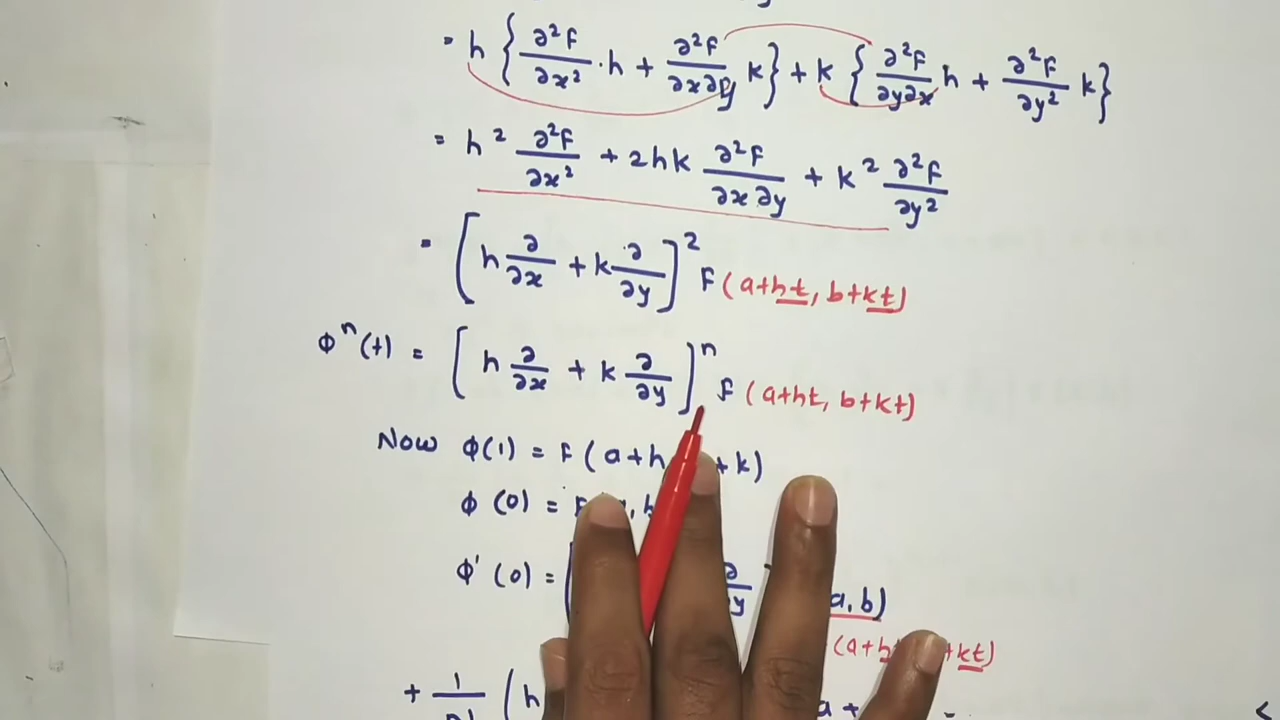 = h { ∂²f/∂x² · h + ∂²f/∂x∂y k } + k { ∂²f/∂y∂x h + ∂²f/∂y² k }
= h² ∂²f/∂x² + 2hk ∂²f/∂x∂y + k² ∂²f/∂y²
= [ h ∂/∂x + k ∂/∂y ]² f (a+ht, b+kt)
φⁿ(t) = [ h ∂/∂x + k ∂/∂y ]ⁿ f (a+ht, b+kt)
Now φ(1) = f (a+h +k)
φ (0) = f
φ' (0) = ∂/∂y a, b)
(a+h +kt)
+ 1/n! ( h a +